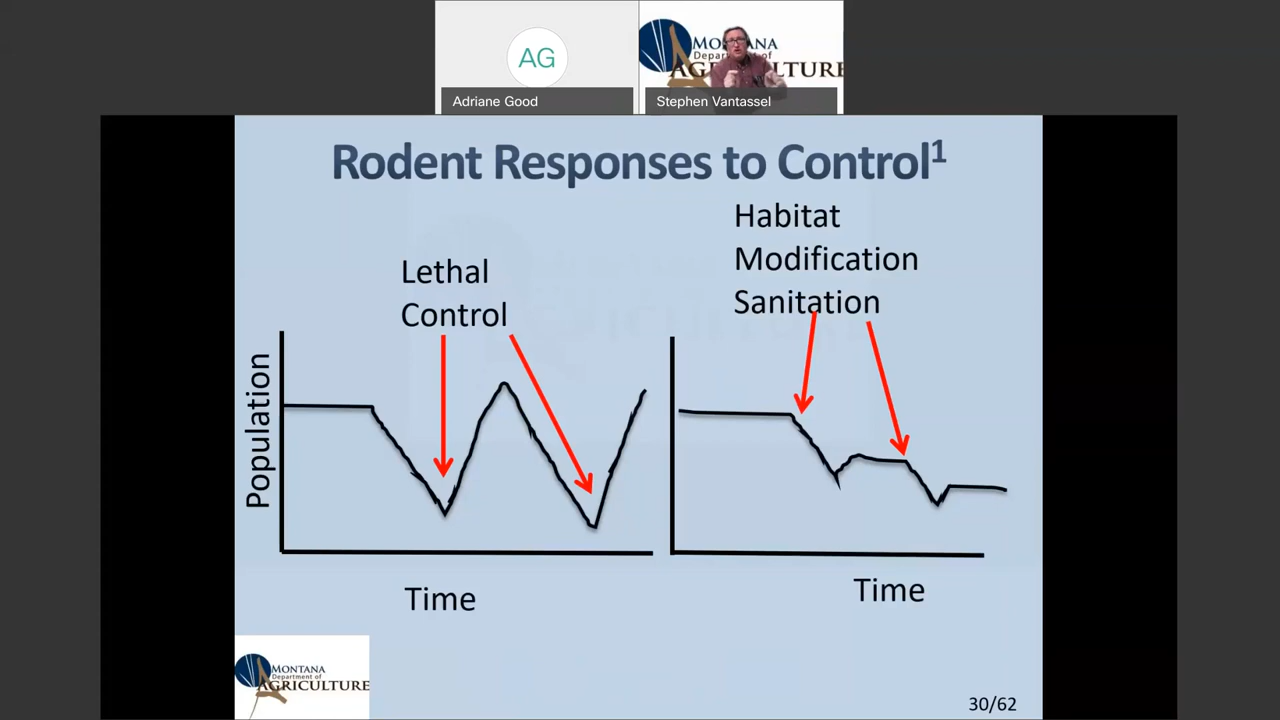 AG
Adriane Good
MONTANA
Department of
AGRICULTURE
Stephen Vantassel
Rodent Responses to Control¹
Lethal
Control
Habitat
Modification
Sanitation
Population
Time
Time
MONTANA
Department of
AGRICULTURE
30/62